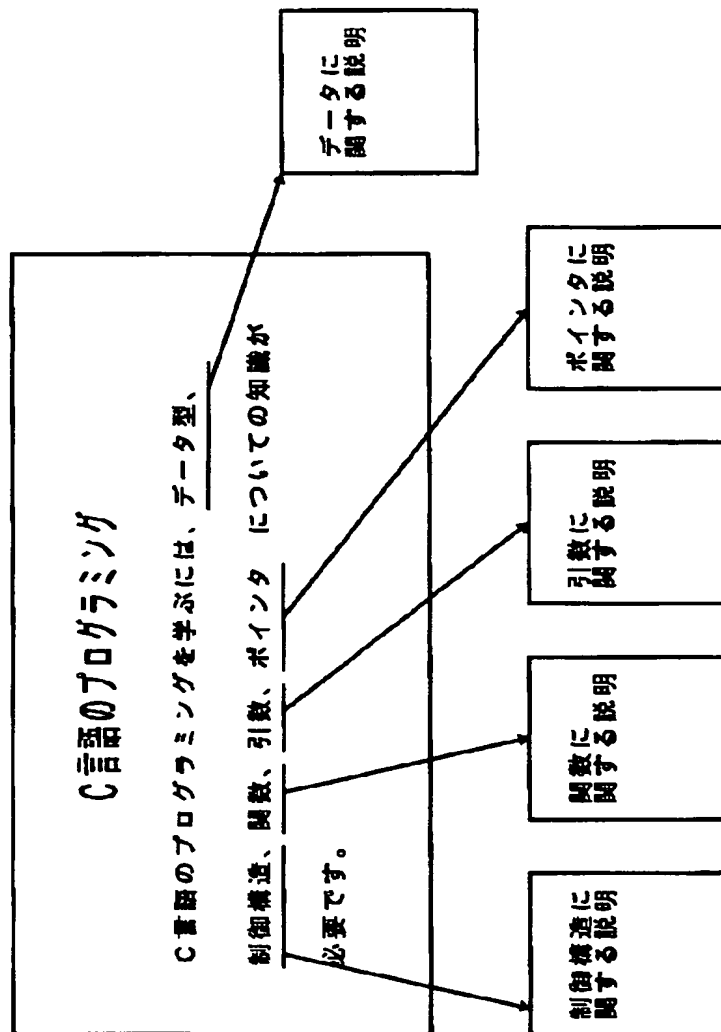 C言語のプログラミング
C言語のプログラミングを学ぶには、データ型、
制御構造、関数、引数、ポインタ についての知識が
必要です。
データに
関する説明
制御構造に
関する説明
関数に
関する説明
引数に
関する説明
ポインタに
関する説明